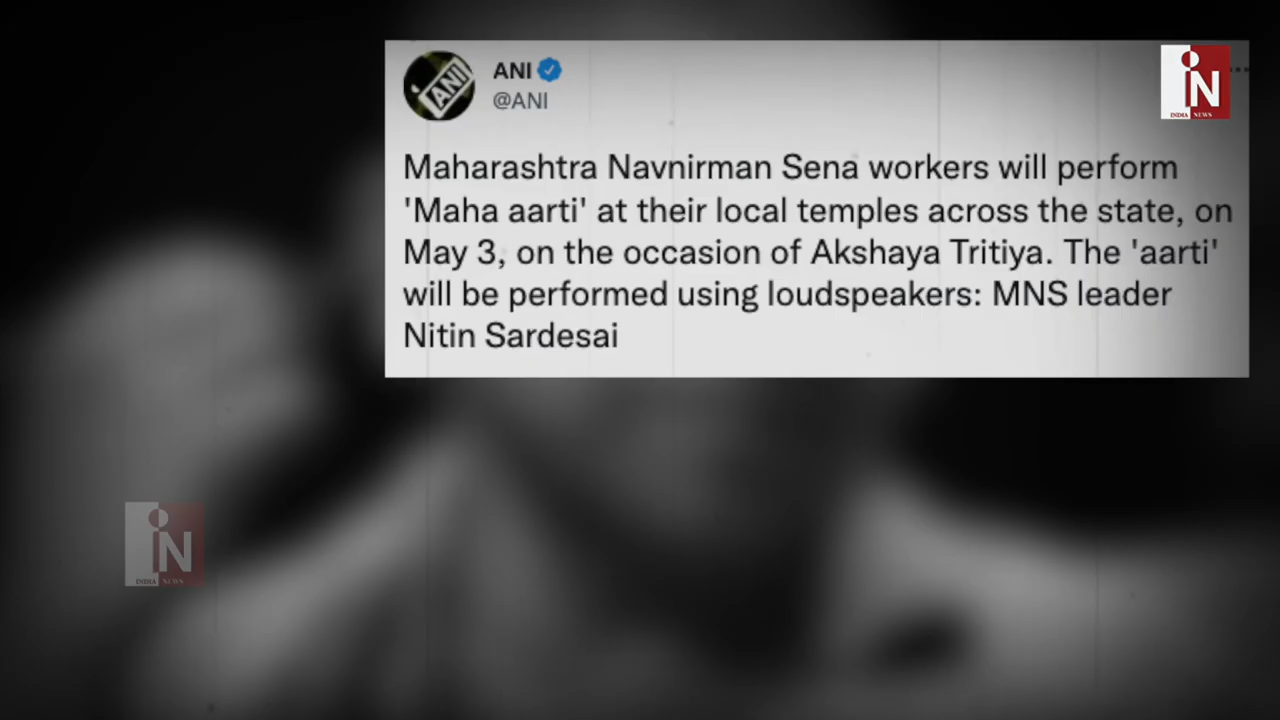 ANI
@ANI
Maharashtra Navnirman Sena workers will perform
'Maha aarti' at their local temples across the state, on
May 3, on the occasion of Akshaya Tritiya. The 'aarti'
will be performed using loudspeakers: MNS leader
Nitin Sardesai
ANI
iN
INDIA NEWS
iN
INDIA NEWS